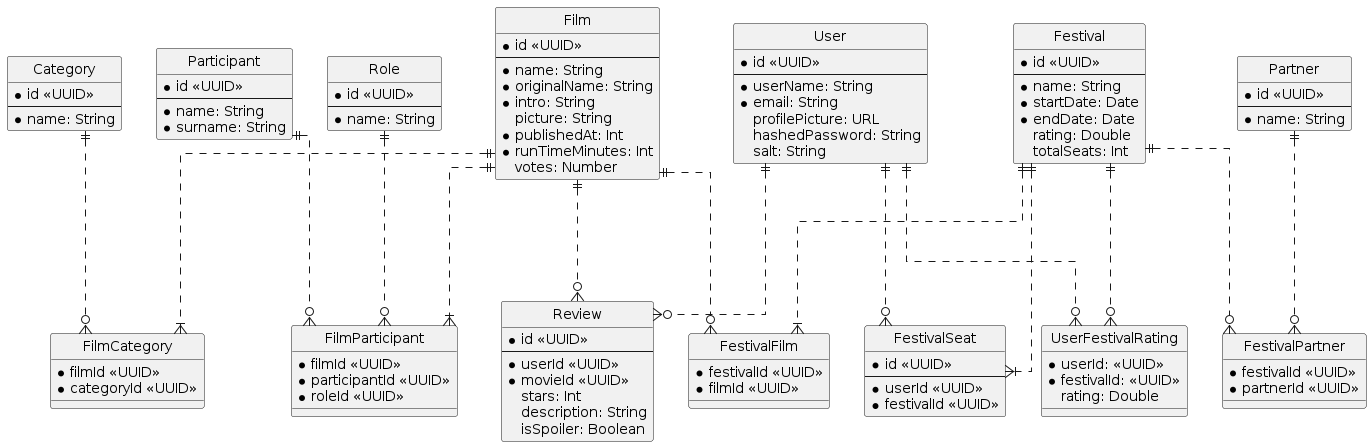 Category
id «UUID»
name: String
Participant
id «UUID»
name: String
surname: String
Role
id «UUID»
name: String
Film
id «UUID»
name: String
originalName: String
intro: String
picture: String
publishedAt: Int
runTimeMinutes: Int
votes: Number
User
id «UUID»
userName: String
email: String
profilePicture: URL
hashedPassword: String
salt: String
Festival
id «UUID»
name: String
startDate: Date
endDate: Date
rating: Double
totalSeats: Int
Partner
id «UUID»
name: String
FilmCategory
filmId «UUID»
categoryId «UUID»
FilmParticipant
filmId «UUID»
participantId «UUID»
roleId «UUID»
Review
id «UUID»
userId «UUID»
movieId «UUID»
stars: Int
description: String
isSpoiler: Boolean
FestivalFilm
festivalId «UUID»
filmId «UUID»
FestivalSeat
id «UUID»
userId «UUID»
festivalId «UUID»
UserFestivalRating
userId: «UUID»
festivalId: «UUID»
rating: Double
FestivalPartner
festivalId «UUID»
partnerId «UUID»